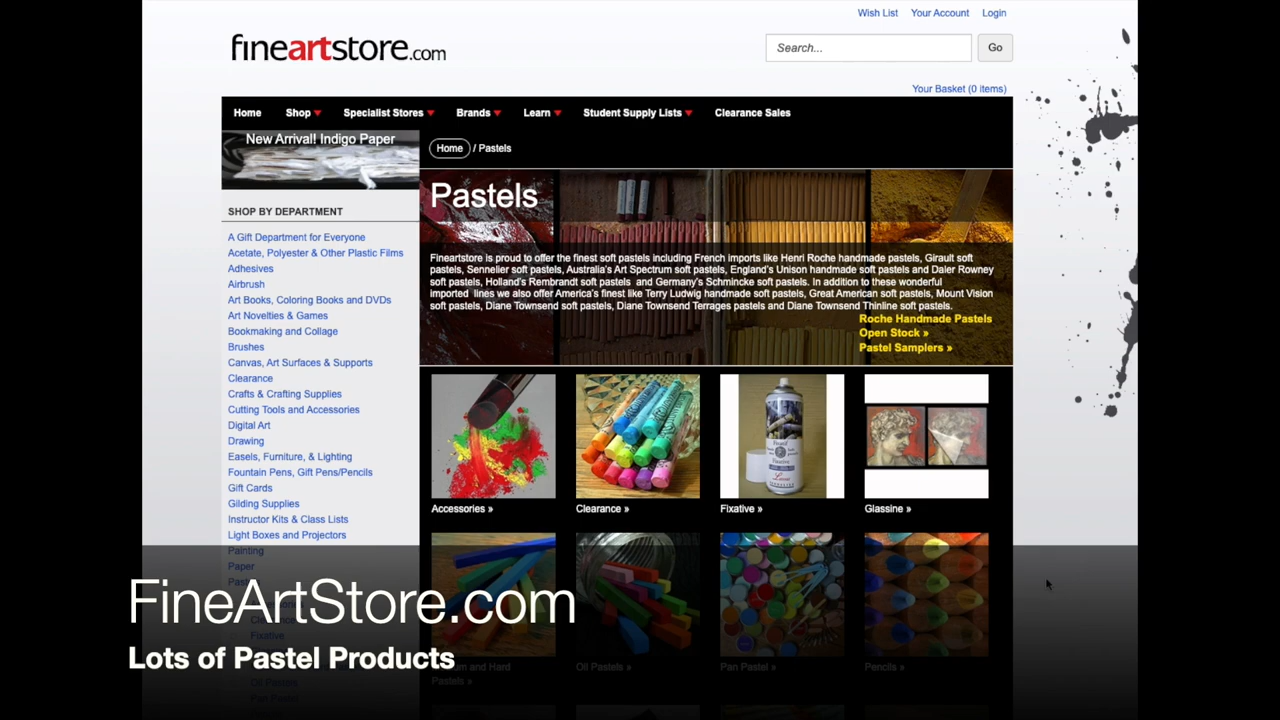 Wish List Your Account Login
fineartstore.com
Search...
Go
Your Basket (0 items)
Home Shop Specialist Stores Brands Learn Student Supply Lists Clearance Sales
New Arrival! Indigo Paper
Home / Pastels
Pastels
SHOP BY DEPARTMENT
A Gift Department for Everyone
Acetate, Polyester & Other Plastic Films
Adhesives
Airbrush
Art Books, Coloring Books and DVDs
Art Novelties & Games
Bookmaking and Collage
Brushes
Canvas, Art Surfaces & Supports
Clearance
Crafts & Crafting Supplies
Cutting Tools and Accessories
Digital Art
Drawing
Easels, Furniture, & Lighting
Fountain Pens, Gift Pens/Pencils
Gift Cards
Gilding Supplies
Instructor Kits & Class Lists
Light Boxes and Projectors
Painting
Paper
Fixative
Oil Pastels
Pan Pastel
Fineartstore is proud to offer the finest soft pastels including French imports like Henri Roche handmade pastels, Girault soft
pastels, Sennelier soft pastels, Australia's Art Spectrum soft pastels, England's Unison handmade soft pastels and Daler Rowney
soft pastels, Holland's Rembrandt soft pastels and Germany's Schmincke soft pastels. In addition to these wonderful
imported lines we also offer America's finest like Terry Ludwig handmade soft pastels, Great American soft pastels, Mount Vision
soft pastels, Diane Townsend soft pastels, Diane Townsend Terrages pastels and Diane Townsend Thinline soft pastels.
Roche Handmade Pastels
Open Stock »
Pastel Samplers »
Accessories » Clearance » Fixative » Glassine »
and Hard
Pastels »
Oil Pastels » Pan Pastel » Pencils »
FineArtStore.com
Lots of Pastel Products